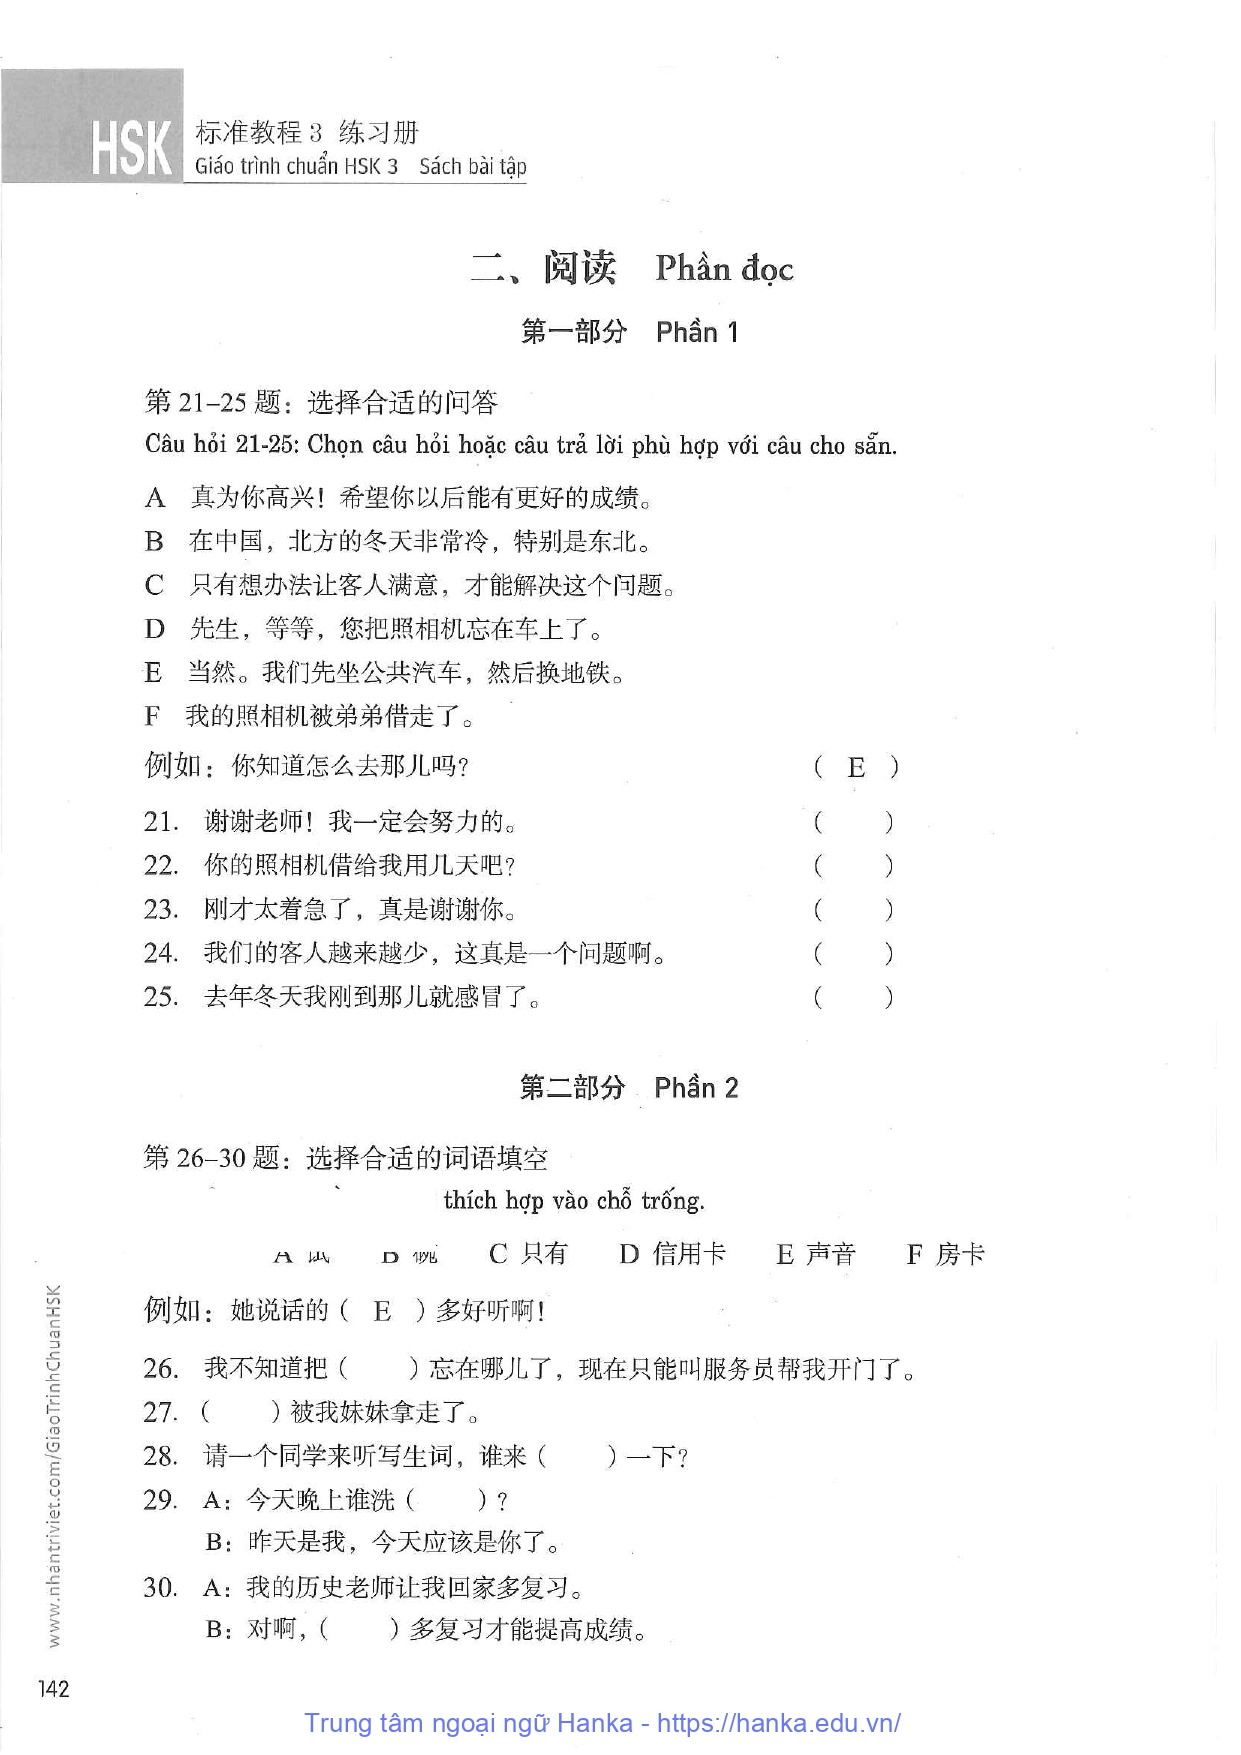 HSK 标准教程 3 练习册
Giáo trình chuẩn HSK 3 Sách bài tập
二、阅读 Phần đọc
第一部分 Phần 1
第 21–25 题：选择合适的问答
Câu hỏi 21-25: Chọn câu hỏi hoặc câu trả lời phù hợp với câu cho sẵn.
A 真为你高兴！希望你以后能有更好的成绩。
B 在中国，北方的冬天非常冷，特别是东北。
C 只有想办法让客人满意，才能解决这个问题。
D 先生，等等，您把照相机忘在车上了。
E 当然。我们先坐公共汽车，然后换地铁。
F 我的照相机被弟弟借走了。
例如：你知道怎么去那儿吗？ ( E )
21. 谢谢老师！我一定会努力的。 ( )
22. 你的照相机借给我用几天吧？ ( )
23. 刚才太着急了，真是谢谢你。 ( )
24. 我们的客人越来越少，这真是一个问题啊。 ( )
25. 去年冬天我刚到那儿就感冒了。 ( )
第二部分 Phần 2
第 26–30 题：选择合适的词语填空
thích hợp vào chỗ trống.
A B C 只有 D 信用卡 E 声音 F 房卡
例如：她说话的（ E ）多好听啊！
26. 我不知道把（ ）忘在哪儿了，现在只能叫服务员帮我开门了。
27. （ ）被我妹妹拿走了。
28. 请一个同学来听写生词，谁来（ ）一下？
29. A：今天晚上谁洗（ ）？
B：昨天是我，今天应该是你了。
30. A：我的历史老师让我回家多复习。
B：对啊，（ ）多复习才能提高成绩。
www.nhantriviet.com/GiaoTrinhChuanHSK
142
Trung tâm ngoại ngữ Hanka - https://hanka.edu.vn/